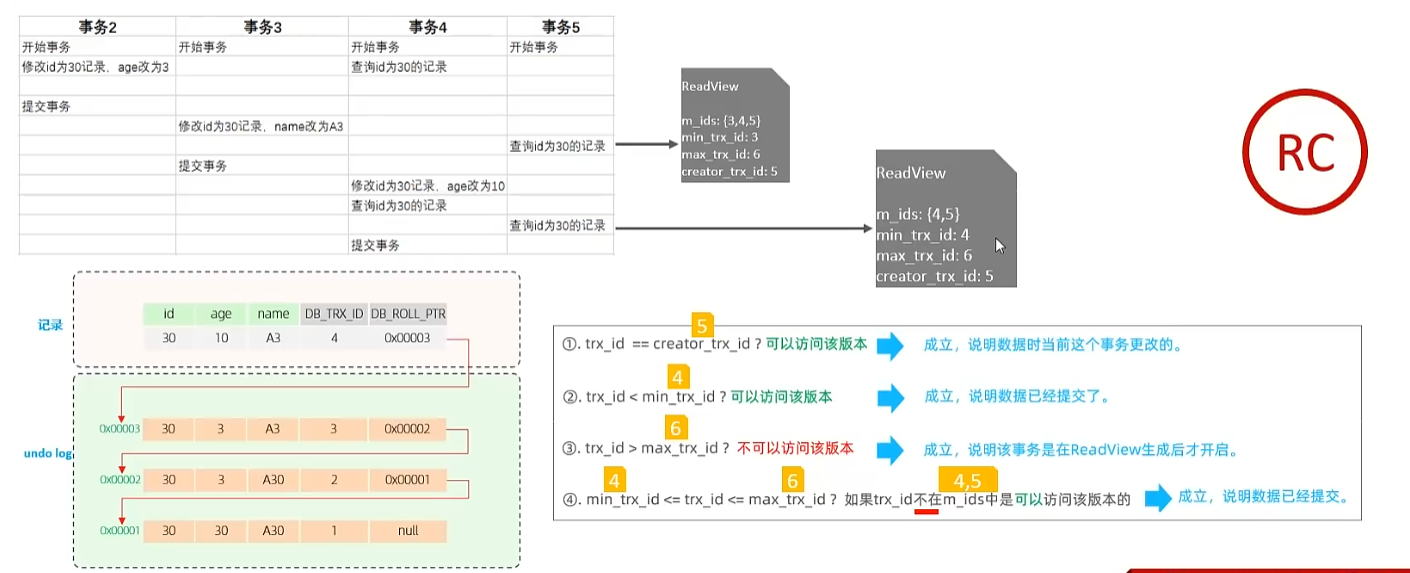 事务2 事务3 事务4 事务5
开始事务 开始事务 开始事务 开始事务
修改id为30记录，age改为3 查询id为30的记录
提交事务
修改id为30记录，name改为A3
查询id为30的记录
提交事务
修改id为30记录，age改为10
查询id为30的记录
查询id为30的记录
提交事务
ReadView
m_ids: {3,4,5}
min_trx_id: 3
max_trx_id: 6
creator_trx_id: 5
ReadView
m_ids: {4,5}
min_trx_id: 4
max_trx_id: 6
creator_trx_id: 5
RC
记录
id age name DB_TRX_ID DB_ROLL_PTR
30 10 A3 4 0x00003
undo log
0x00003 30 3 A3 3 0x00002
0x00002 30 3 A30 2 0x00001
0x00001 30 30 A30 1 null
5
①. trx_id == creator_trx_id ? 可以访问该版本 成立，说明数据时当前这个事务更改的。
4
②. trx_id < min_trx_id ? 可以访问该版本 成立，说明数据已经提交了。
6
③. trx_id > max_trx_id ? 不可以访问该版本 成立，说明该事务是在ReadView生成后才开启。
4 6 4,5
④. min_trx_id <= trx_id <= max_trx_id ? 如果trx_id不在m_ids中是可以访问该版本的 成立，说明数据已经提交。